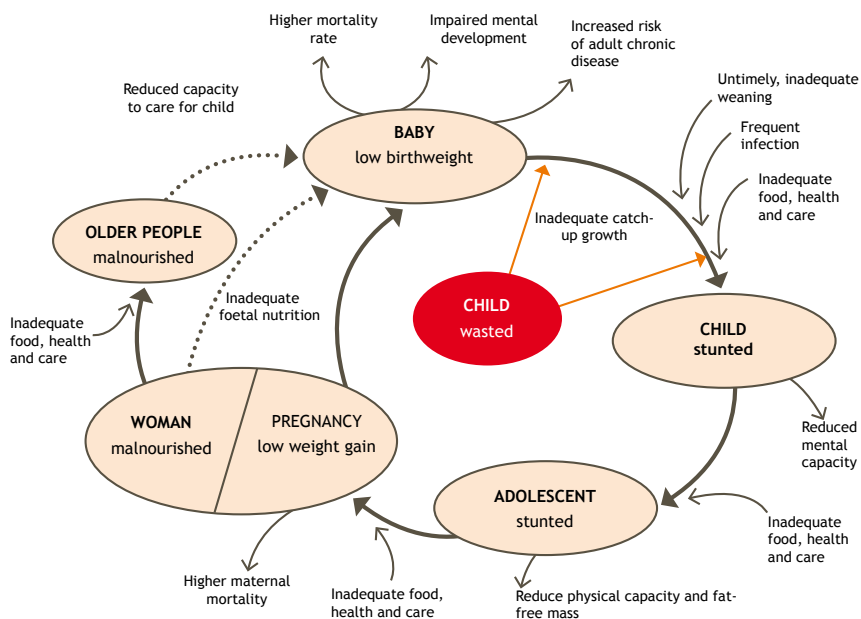 Higher mortality
rate
Impaired mental
development
Increased risk
of adult chronic
disease
Reduced capacity
to care for child
Untimely, inadequate
weaning
BABY
low birthweight
Frequent
infection
Inadequate
food, health
and care
Inadequate catch-
up growth
OLDER PEOPLE
malnourished
Inadequate
foetal nutrition
CHILD
wasted
Inadequate
food, health
and care
CHILD
stunted
WOMAN
malnourished
PREGNANCY
low weight gain
Reduced
mental
capacity
ADOLESCENT
stunted
Inadequate
food, health
and care
Higher maternal
mortality
Inadequate food,
health and care
Reduce physical capacity and fat-
free mass